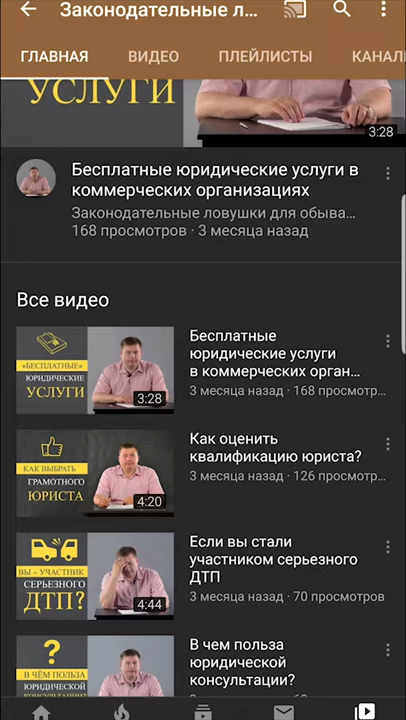 Законодательные л...
ГЛАВНАЯ ВИДЕО ПЛЕЙЛИСТЫ КАНАЛ
УСЛУГИ
3:28
Бесплатные юридические услуги в
коммерческих организациях
Законодательные ловушки для обыва...
168 просмотров · 3 месяца назад
Все видео
«БЕСПЛАТНЫЕ»
ЮРИДИЧЕСКИЕ
УСЛУГИ
3:28
Бесплатные
юридические услуги
в коммерческих орган...
3 месяца назад · 168 просмотр...
КАК ВЫБРАТЬ
ГРАМОТНОГО
ЮРИСТА
4:20
Как оценить
квалификацию юриста?
3 месяца назад · 126 просмотр...
ВЫ – УЧАСТНИК
СЕРЬЕЗНОГО
ДТП?
4:44
Если вы стали
участником серьезного
ДТП
3 месяца назад · 70 просмотров
?
В ЧЁМ ПОЛЬЗА
ЮРИДИЧЕСКОЙ
В чем польза
юридической
консультации?